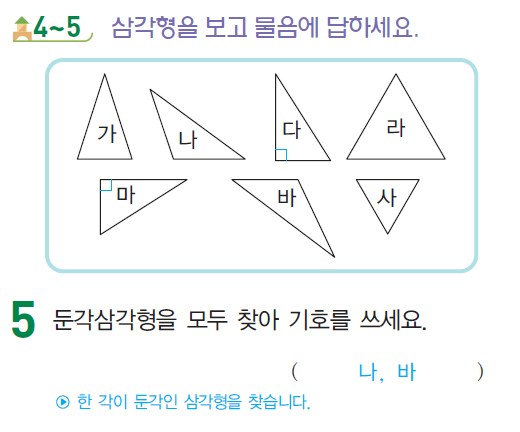 4~5 삼각형을 보고 물음에 답하세요.
가 나 다 라
마 바 사
5 둔각삼각형을 모두 찾아 기호를 쓰세요.
( 나, 바 )
한 각이 둔각인 삼각형을 찾습니다.